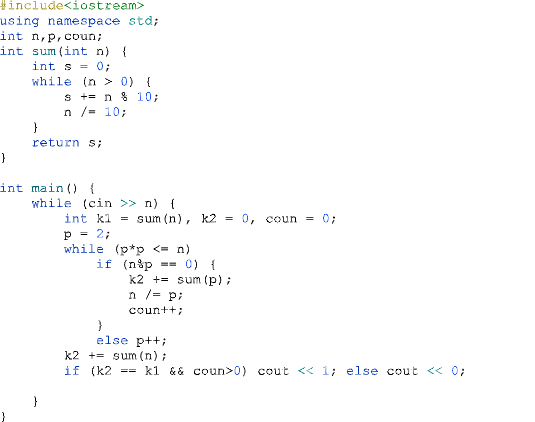 #include<iostream>
using namespace std;
int n,p,coun;
int sum(int n) {
    int s = 0;
    while (n > 0) {
        s += n % 10;
        n /= 10;
    }
    return s;
}

int main() {
    while (cin >> n) {
        int k1 = sum(n), k2 = 0, coun = 0;
        p = 2;
        while (p*p <= n)
            if (n%p == 0) {
                k2 += sum(p);
                n /= p;
                coun++;
            }
            else p++;
        k2 += sum(n);
        if (k2 == k1 && coun>0) cout << 1; else cout << 0;

    }
}